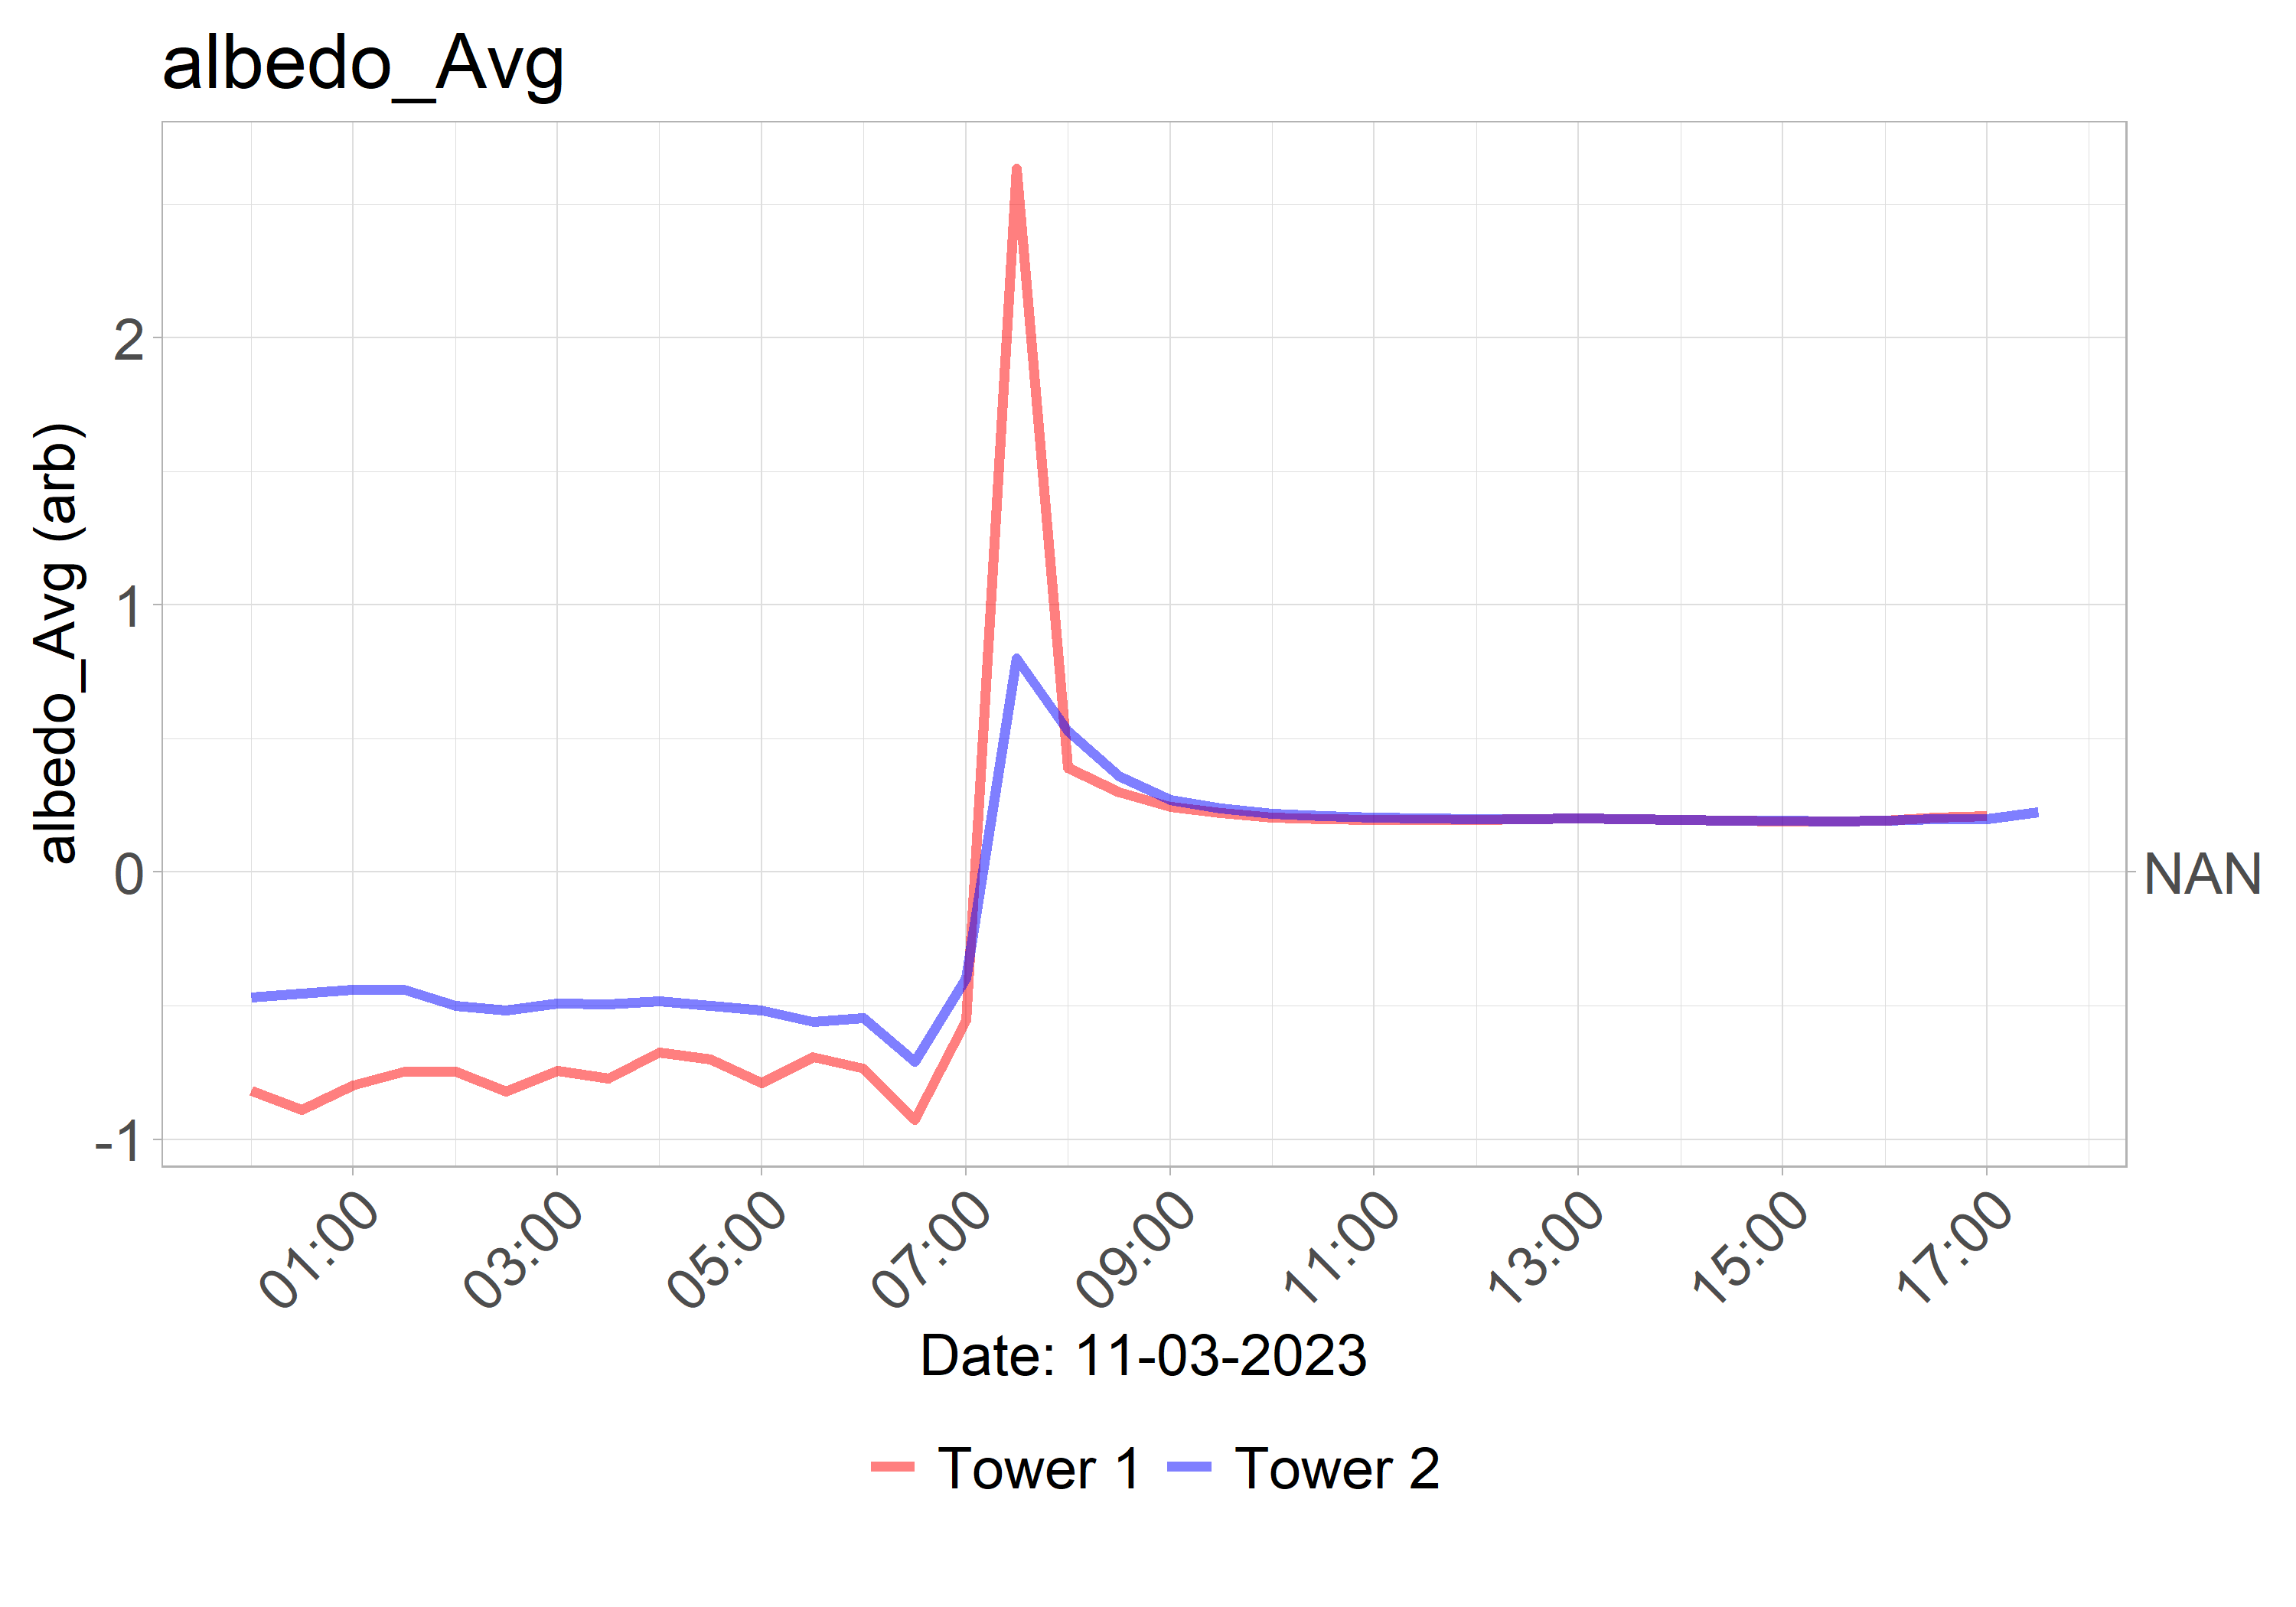 albedo_Avg
albedo_Avg (arb)
2
1
0
-1
NAN
01:00
03:00
05:00
07:00
09:00
11:00
13:00
15:00
17:00
Date: 11-03-2023
Tower 1
Tower 2